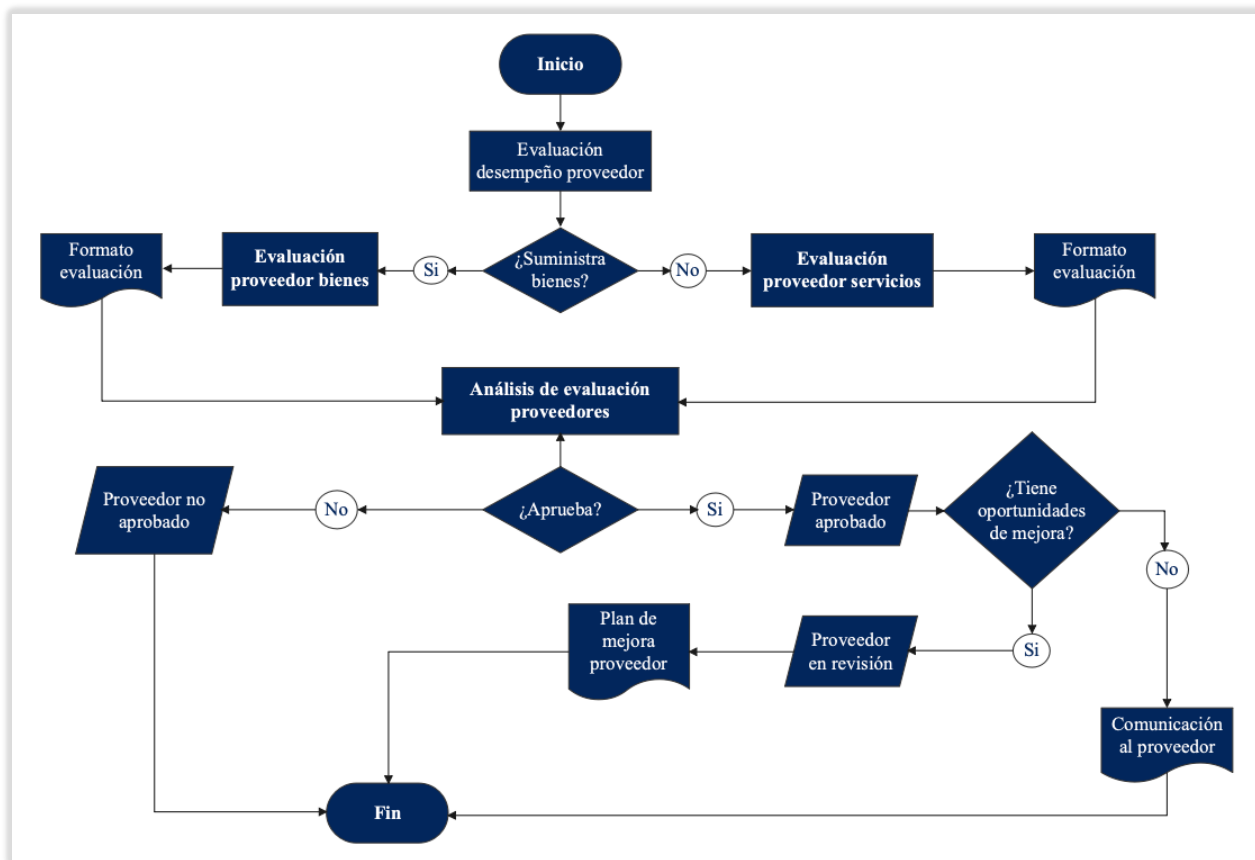 Inicio
Evaluación
desempeño proveedor
Formato
evaluación
Evaluación
proveedor bienes
Si
¿Suministra
bienes?
No
Evaluación
proveedor servicios
Formato
evaluación
Análisis de evaluación
proveedores
Proveedor no
aprobado
No
¿Aprueba?
Si
Proveedor
aprobado
¿Tiene
oportunidades
de mejora?
No
Plan de
mejora
proveedor
Proveedor
en revisión
Si
Comunicación
al proveedor
Fin